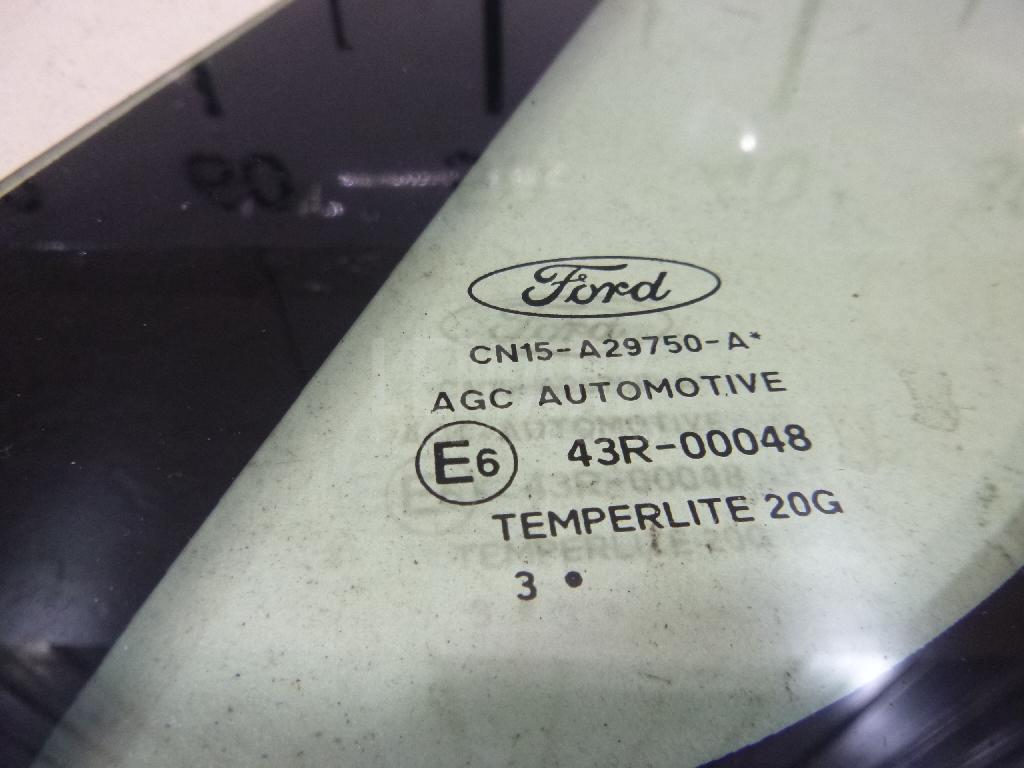 Ford
CN15-A29750-A*
AGC AUTOMOTIVE
E6 43R-00048
TEMPERLITE 20G
3 •